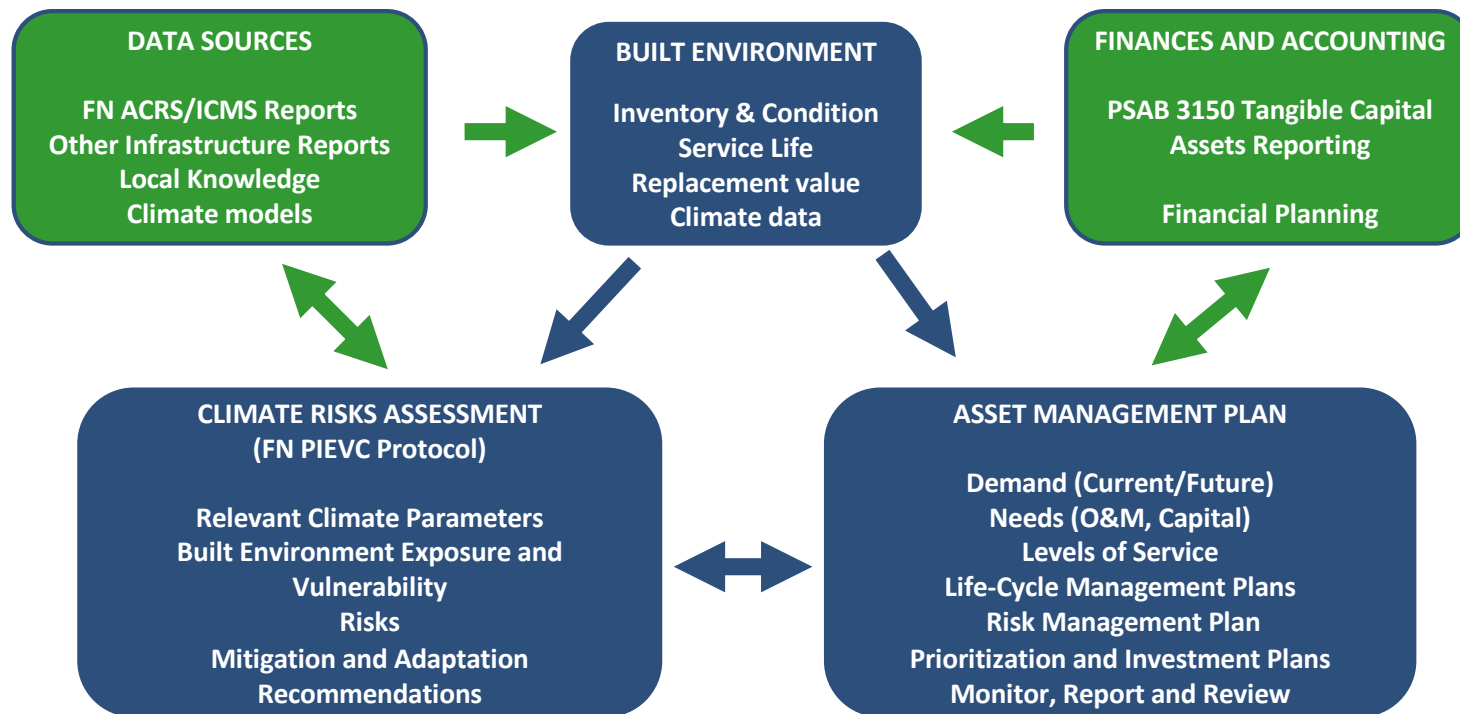 DATA SOURCES
FN ACRS/ICMS Reports
Other Infrastructure Reports
Local Knowledge
Climate models
BUILT ENVIRONMENT
Inventory & Condition
Service Life
Replacement value
Climate data
FINANCES AND ACCOUNTING
PSAB 3150 Tangible Capital
Assets Reporting
Financial Planning
CLIMATE RISKS ASSESSMENT
(FN PIEVC Protocol)
Relevant Climate Parameters
Built Environment Exposure and
Vulnerability
Risks
Mitigation and Adaptation
Recommendations
ASSET MANAGEMENT PLAN
Demand (Current/Future)
Needs (O&M, Capital)
Levels of Service
Life-Cycle Management Plans
Risk Management Plan
Prioritization and Investment Plans
Monitor, Report and Review